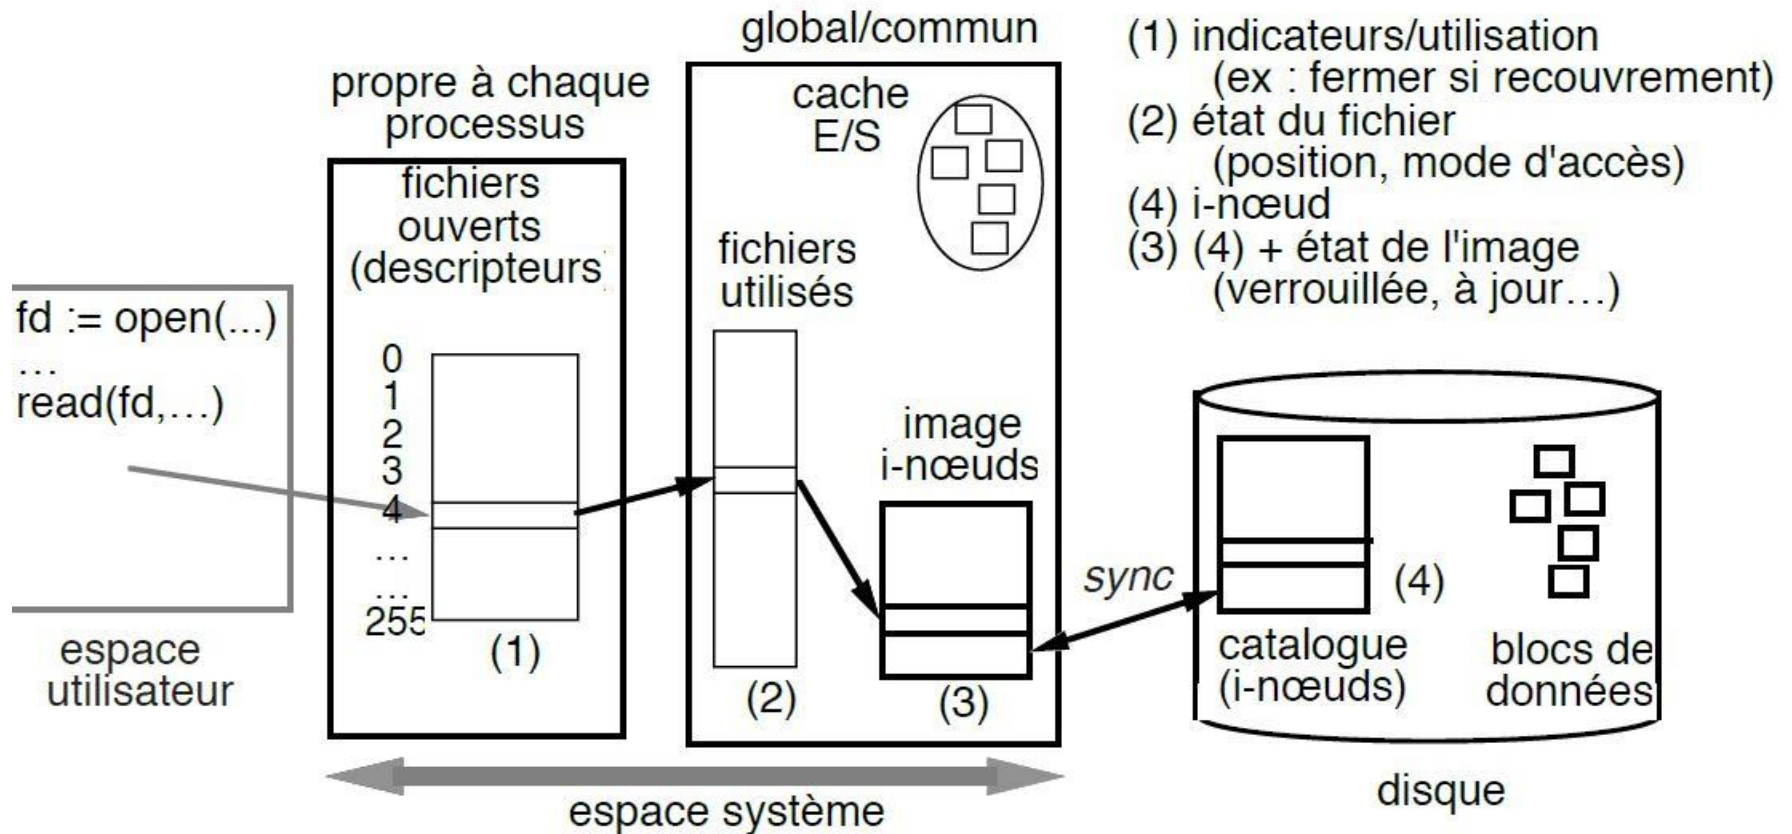 global/commun
(1) indicateurs/utilisation
(ex : fermer si recouvrement)
(2) état du fichier
(position, mode d'accès)
(4) i-nœud
(3) (4) + état de l'image
(verrouillée, à jour…)
propre à chaque
processus
cache
E/S
fichiers
ouverts
(descripteurs)
fichiers
utilisés
fd := open(...)
…
read(fd,…)
0
1
2
3
4
…
…
255
(1)
image
i-nœuds
(2)
(3)
sync
(4)
catalogue
(i-nœuds)
blocs de
données
espace
utilisateur
espace système
disque